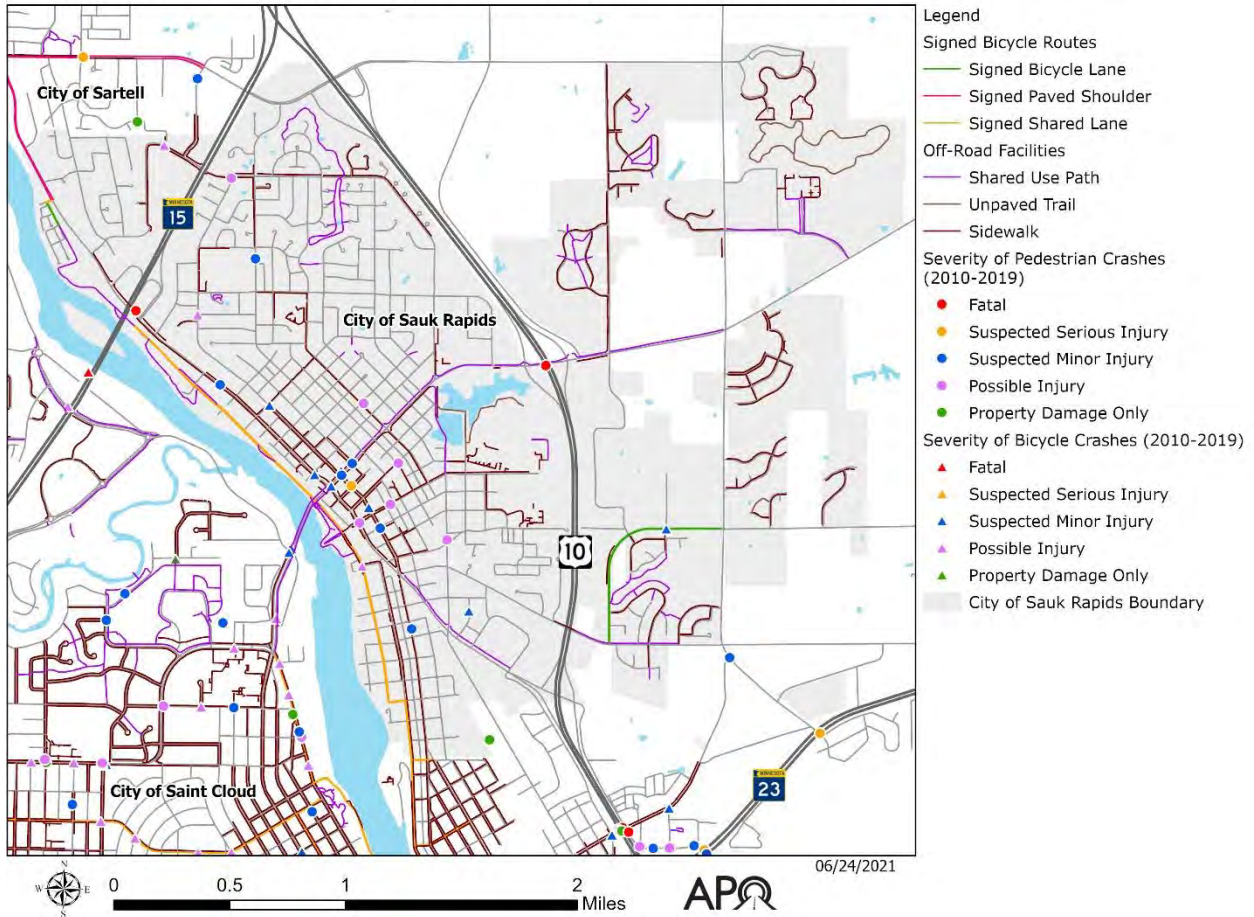 City of Sartell
MINNESOTA
15
City of Sauk Rapids
10
MINNESOTA
23
City of Saint Cloud
Legend
Signed Bicycle Routes
Signed Bicycle Lane
Signed Paved Shoulder
Signed Shared Lane
Off-Road Facilities
Shared Use Path
Unpaved Trail
Sidewalk
Severity of Pedestrian Crashes
(2010-2019)
Fatal
Suspected Serious Injury
Suspected Minor Injury
Possible Injury
Property Damage Only
Severity of Bicycle Crashes (2010-2019)
Fatal
Suspected Serious Injury
Suspected Minor Injury
Possible Injury
Property Damage Only
City of Sauk Rapids Boundary
06/24/2021
N
W E
S
0 0.5 1 2
Miles
APO